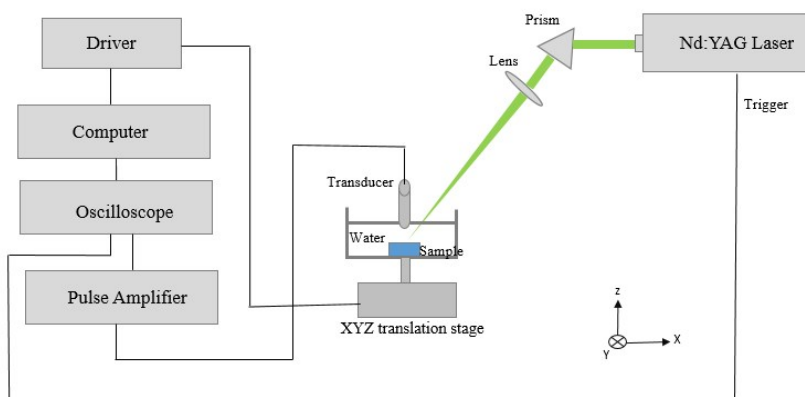 Driver
Prism
Nd:YAG Laser
Lens
Trigger
Computer
Transducer
Oscilloscope
Water
Sample
Pulse Amplifier
XYZ translation stage
z
X
Y